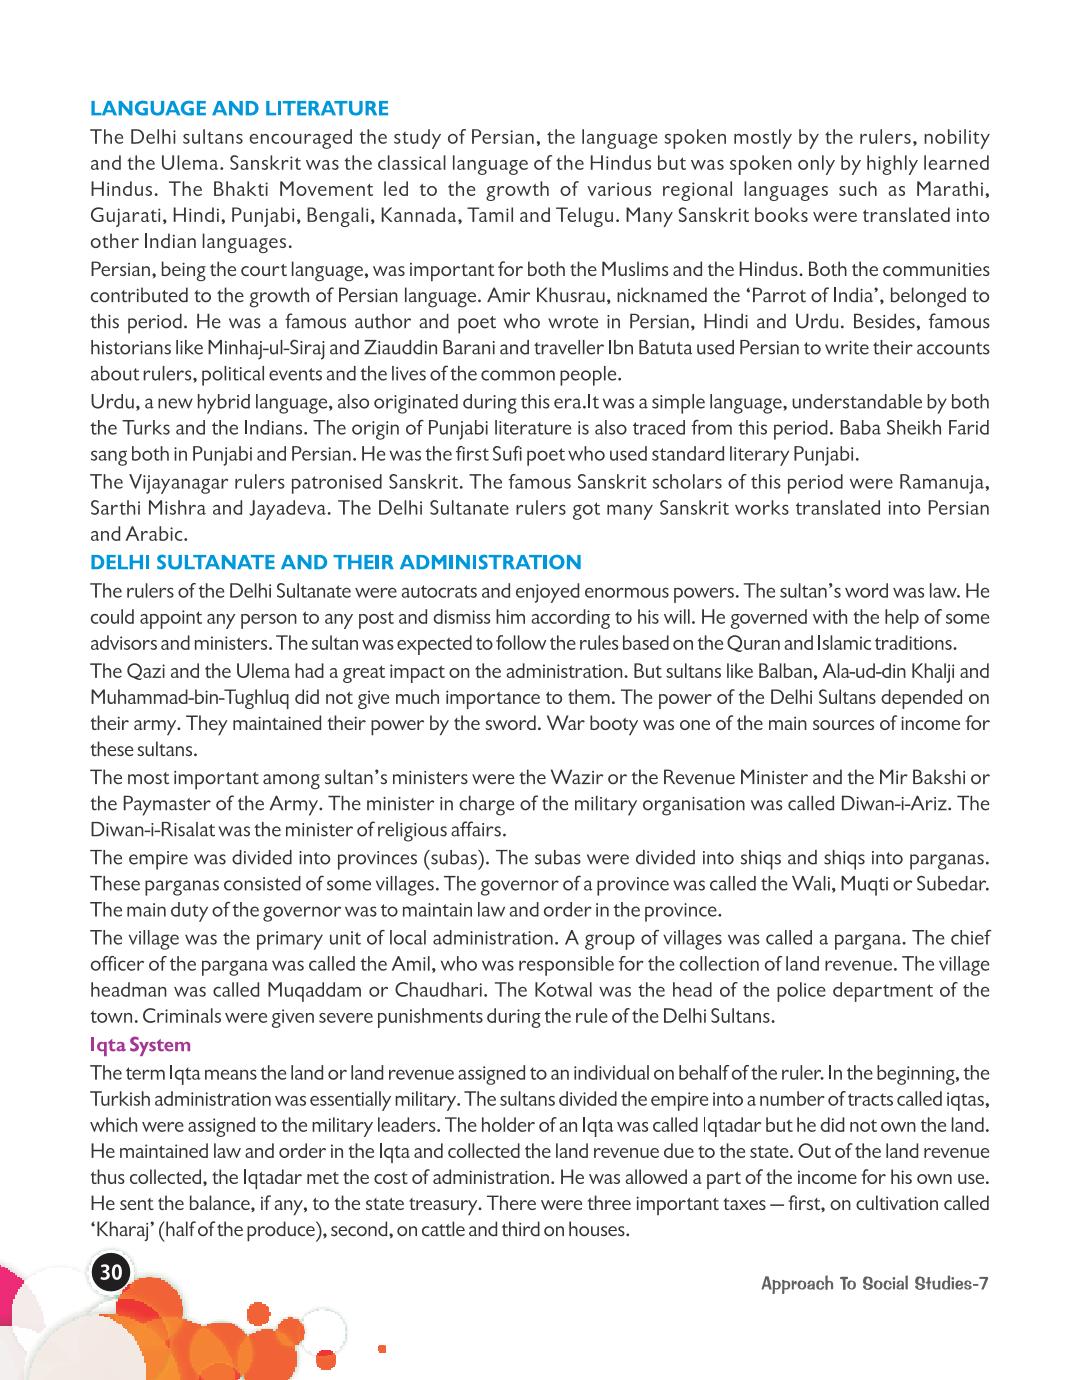 LANGUAGE AND LITERATURE
The Delhi sultans encouraged the study of Persian, the language spoken mostly by the rulers, nobility
and the Ulema. Sanskrit was the classical language of the Hindus but was spoken only by highly learned
Hindus. The Bhakti Movement led to the growth of various regional languages such as Marathi,
Gujarati, Hindi, Punjabi, Bengali, Kannada, Tamil and Telugu. Many Sanskrit books were translated into
other Indian languages.
Persian, being the court language, was important for both the Muslims and the Hindus. Both the communities
contributed to the growth of Persian language. Amir Khusrau, nicknamed the ‘Parrot of India’, belonged to
this period. He was a famous author and poet who wrote in Persian, Hindi and Urdu. Besides, famous
historians like Minhaj-ul-Siraj and Ziauddin Barani and traveller Ibn Batuta used Persian to write their accounts
about rulers, political events and the lives of the common people.
Urdu, a new hybrid language, also originated during this era.It was a simple language, understandable by both
the Turks and the Indians. The origin of Punjabi literature is also traced from this period. Baba Sheikh Farid
sang both in Punjabi and Persian. He was the first Sufi poet who used standard literary Punjabi.
The Vijayanagar rulers patronised Sanskrit. The famous Sanskrit scholars of this period were Ramanuja,
Sarthi Mishra and Jayadeva. The Delhi Sultanate rulers got many Sanskrit works translated into Persian
and Arabic.
DELHI SULTANATE AND THEIR ADMINISTRATION
The rulers of the Delhi Sultanate were autocrats and enjoyed enormous powers. The sultan’s word was law. He
could appoint any person to any post and dismiss him according to his will. He governed with the help of some
advisors and ministers. The sultan was expected to follow the rules based on the Quran and Islamic traditions.
The Qazi and the Ulema had a great impact on the administration. But sultans like Balban, Ala-ud-din Khalji and
Muhammad-bin-Tughluq did not give much importance to them. The power of the Delhi Sultans depended on
their army. They maintained their power by the sword. War booty was one of the main sources of income for
these sultans.
The most important among sultan’s ministers were the Wazir or the Revenue Minister and the Mir Bakshi or
the Paymaster of the Army. The minister in charge of the military organisation was called Diwan-i-Ariz. The
Diwan-i-Risalat was the minister of religious affairs.
The empire was divided into provinces (subas). The subas were divided into shiqs and shiqs into parganas.
These parganas consisted of some villages. The governor of a province was called the Wali, Muqti or Subedar.
The main duty of the governor was to maintain law and order in the province.
The village was the primary unit of local administration. A group of villages was called a pargana. The chief
officer of the pargana was called the Amil, who was responsible for the collection of land revenue. The village
headman was called Muqaddam or Chaudhari. The Kotwal was the head of the police department of the
town. Criminals were given severe punishments during the rule of the Delhi Sultans.
Iqta System
The term Iqta means the land or land revenue assigned to an individual on behalf of the ruler. In the beginning, the
Turkish administration was essentially military. The sultans divided the empire into a number of tracts called iqtas,
which were assigned to the military leaders. The holder of an Iqta was called Iqtadar but he did not own the land.
He maintained law and order in the Iqta and collected the land revenue due to the state. Out of the land revenue
thus collected, the Iqtadar met the cost of administration. He was allowed a part of the income for his own use.
He sent the balance, if any, to the state treasury. There were three important taxes — first, on cultivation called
‘Kharaj’ (half of the produce), second, on cattle and third on houses.
30
Approach To Social Studies-7